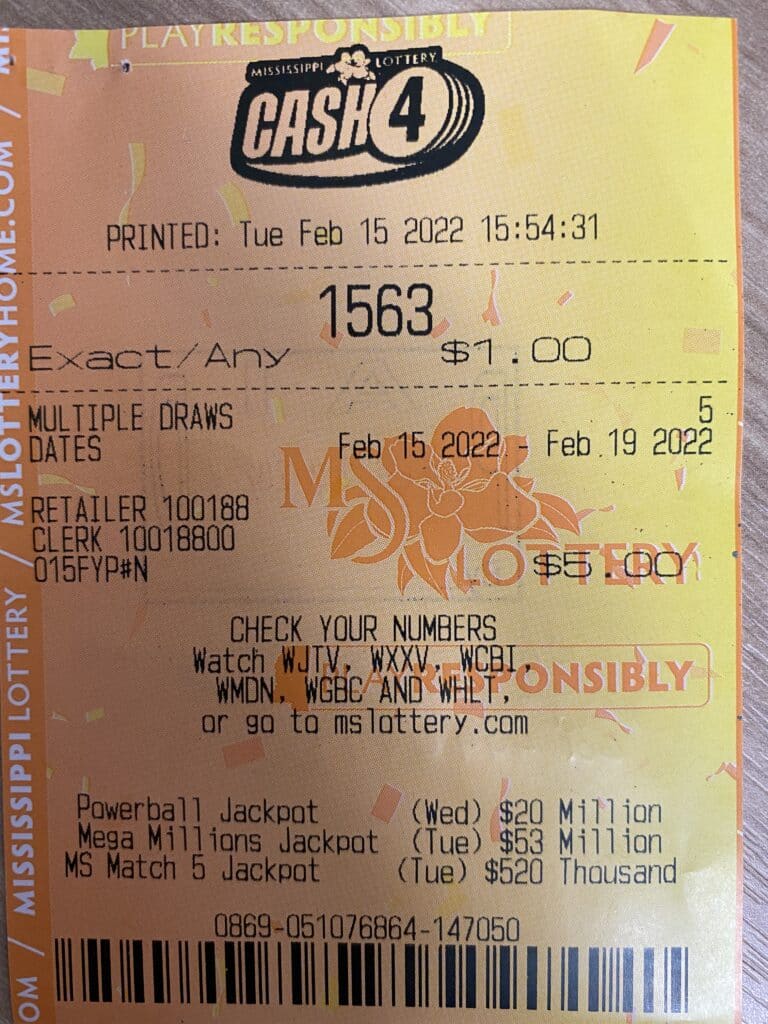 PLAY RESPONSIBLY
MISSISSIPPI LOTTERY
CASH 4
PRINTED: Tue Feb 15 2022 15:54:31
1563
Exact/Any $1.00
MULTIPLE DRAWS 5
DATES Feb 15 2022 - Feb 19 2022
MS
RETAILER 100188
CLERK 10018800
015FYP#N $5.00
LOTTERY
CHECK YOUR NUMBERS
Watch WJTV, WXXV, WCBI,
WMDN, WGBC AND WHLT,
PLAY RESPONSIBLY
or go to mslottery.com
Powerball Jackpot (Wed) $20 Million
Mega Millions Jackpot (Tue) $53 Million
MS Match 5 Jackpot (Tue) $520 Thousand
0869-051076864-147050
OM / MISSISSIPPI LOTTERY / MSLOTTERYHOME.COM /